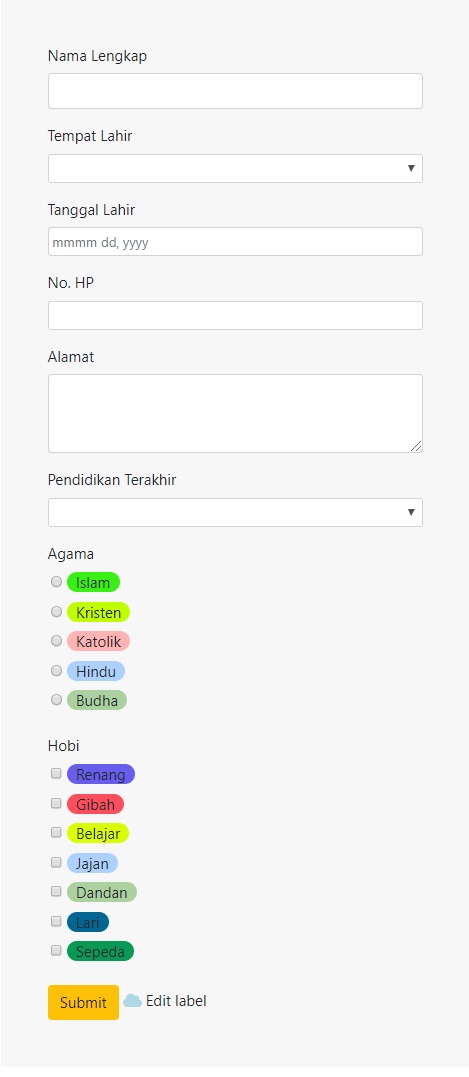 Nama Lengkap
Tempat Lahir
Tanggal Lahir
mmmm dd, yyyy
No. HP
Alamat
Pendidikan Terakhir
Agama
Islam
Kristen
Katolik
Hindu
Budha
Hobi
Renang
Gibah
Belajar
Jajan
Dandan
Lari
Sepeda
Submit Edit label